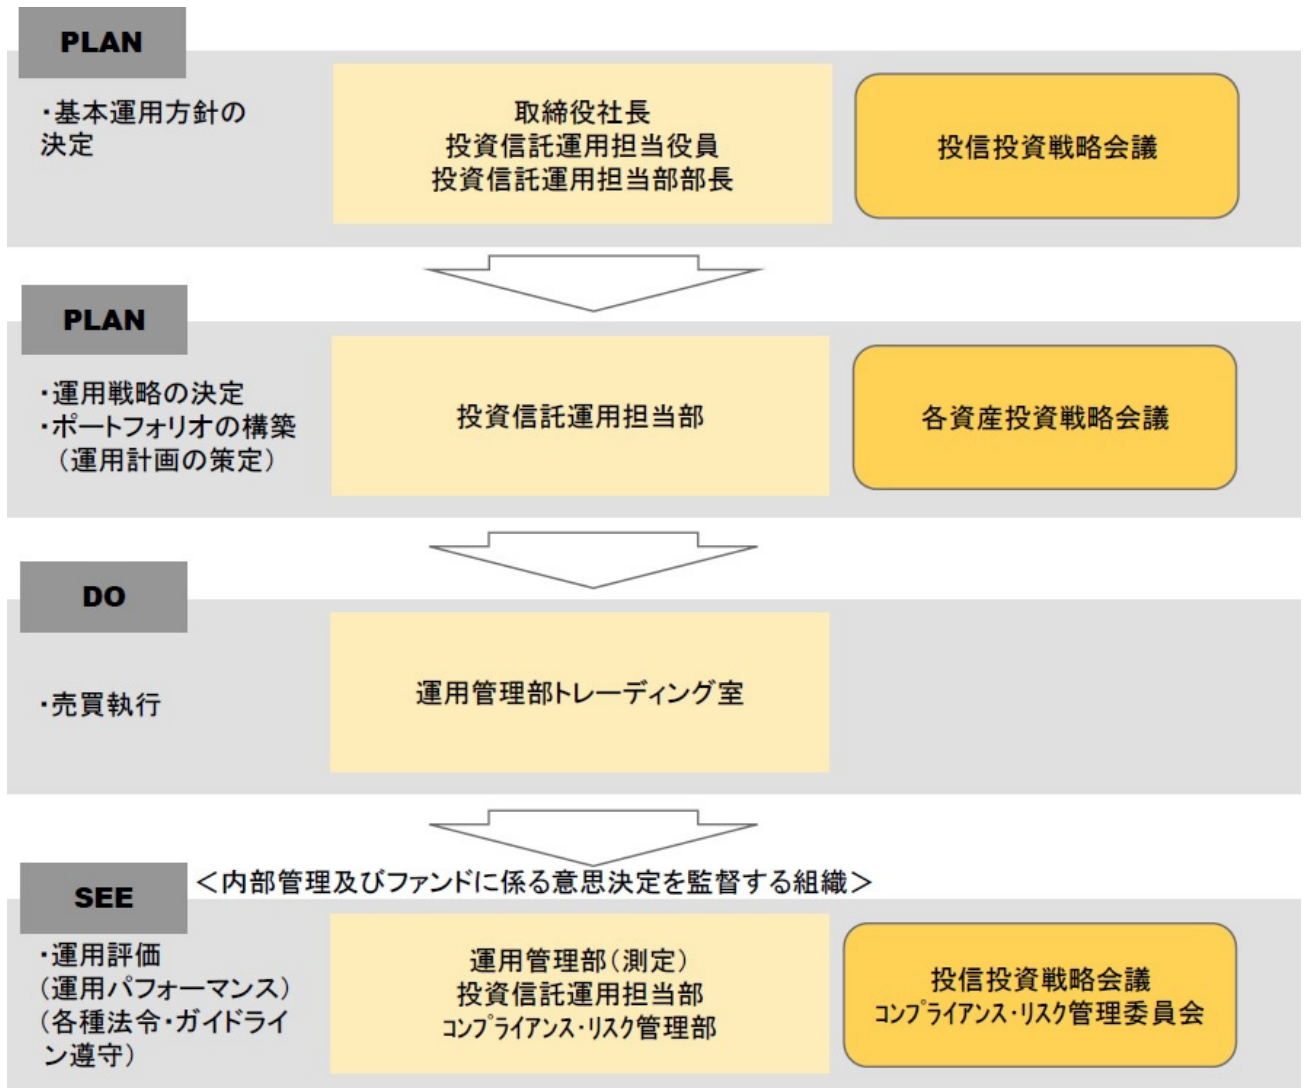 PLAN
・基本運用方針の
決定
取締役社長
投資信託運用担当役員
投資信託運用担当部部長
投信投資戦略会議
PLAN
・運用戦略の決定
・ポートフォリオの構築
（運用計画の策定）
投資信託運用担当部
各資産投資戦略会議
DO
・売買執行
運用管理部トレーディング室
SEE
＜内部管理及びファンドに係る意思決定を監督する組織＞
・運用評価
(運用パフォーマンス)
(各種法令・ガイドライ
ン遵守)
運用管理部(測定)
投資信託運用担当部
ｺﾝﾌﾟﾗｲｱﾝｽ・ﾘｽｸ管理部
投信投資戦略会議
ｺﾝﾌﾟﾗｲｱﾝｽ・ﾘｽｸ管理委員会